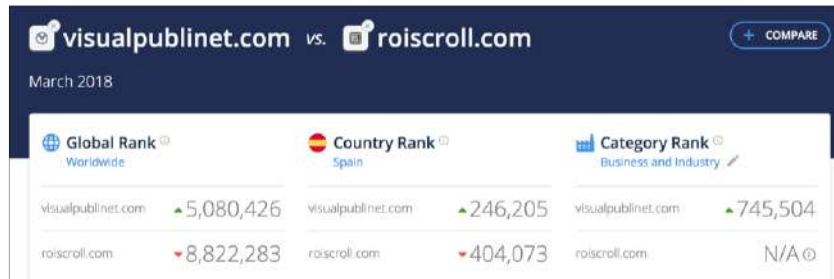 visualpublinet.com vs. roiscroll.com
+ COMPARE
March 2018
Global Rank
Worldwide
Country Rank
Spain
Category Rank
Business and Industry
visualpublinet.com 5,080,426
visualpublinet.com 246,205
visualpublinet.com 745,504
roiscroll.com 8,822,283
roiscroll.com 404,073
roiscroll.com N/A